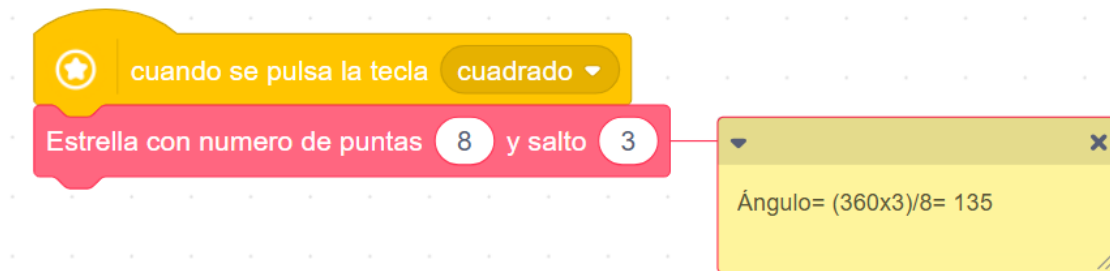 cuando se pulsa la tecla cuadrado
Estrella con numero de puntas 8 y salto 3
Ángulo= (360x3)/8= 135